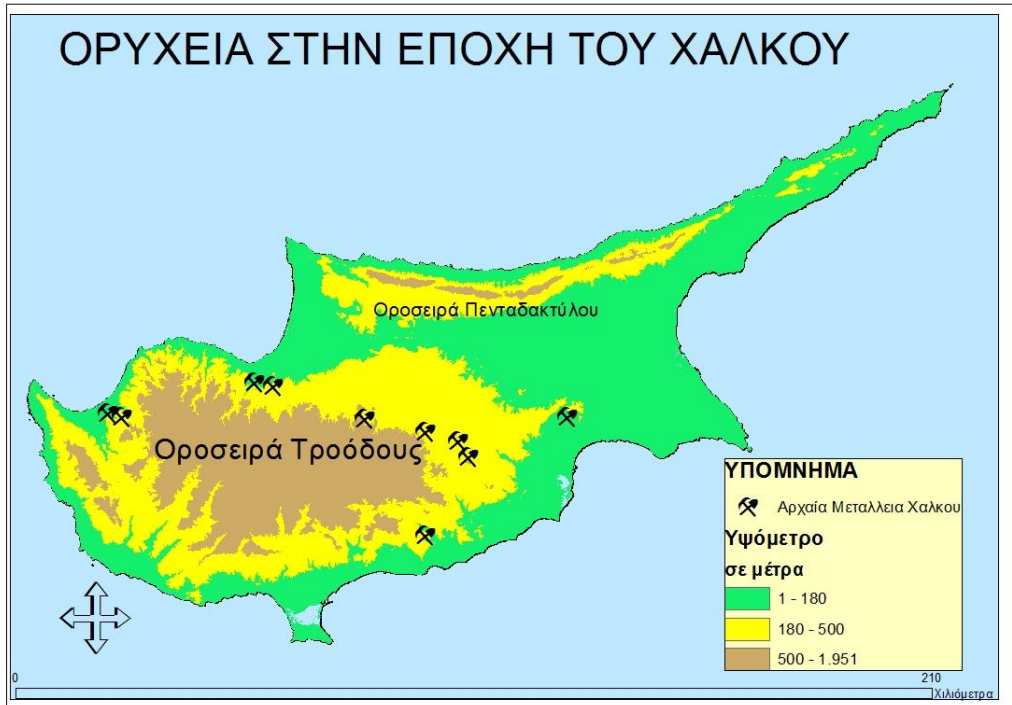 ΟΡΥΧΕΙΑ ΣΤΗΝ ΕΠΟΧΗ ΤΟΥ ΧΑΛΚΟΥ
Οροσειρά Πενταδακτύλου
Οροσειρά Τροόδους
ΥΠΟΜΝΗΜΑ
Αρχαία Μεταλλεια Χαλκου
Υψόμετρο
σε μέτρα
1 - 180
180 - 500
500 - 1.951
0 210
Χιλιόμετρα